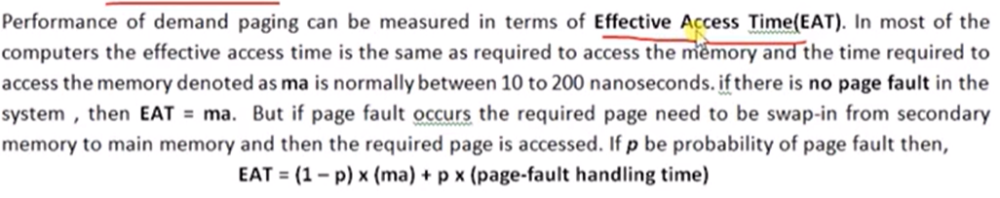 Performance of demand paging can be measured in terms of Effective Access Time(EAT). In most of the
computers the effective access time is the same as required to access the memory and the time required to
access the memory denoted as ma is normally between 10 to 200 nanoseconds. if there is no page fault in the
system , then EAT = ma. But if page fault occurs the required page need to be swap-in from secondary
memory to main memory and then the required page is accessed. If p be probability of page fault then,
EAT = (1 – p) x (ma) + p x (page-fault handling time)